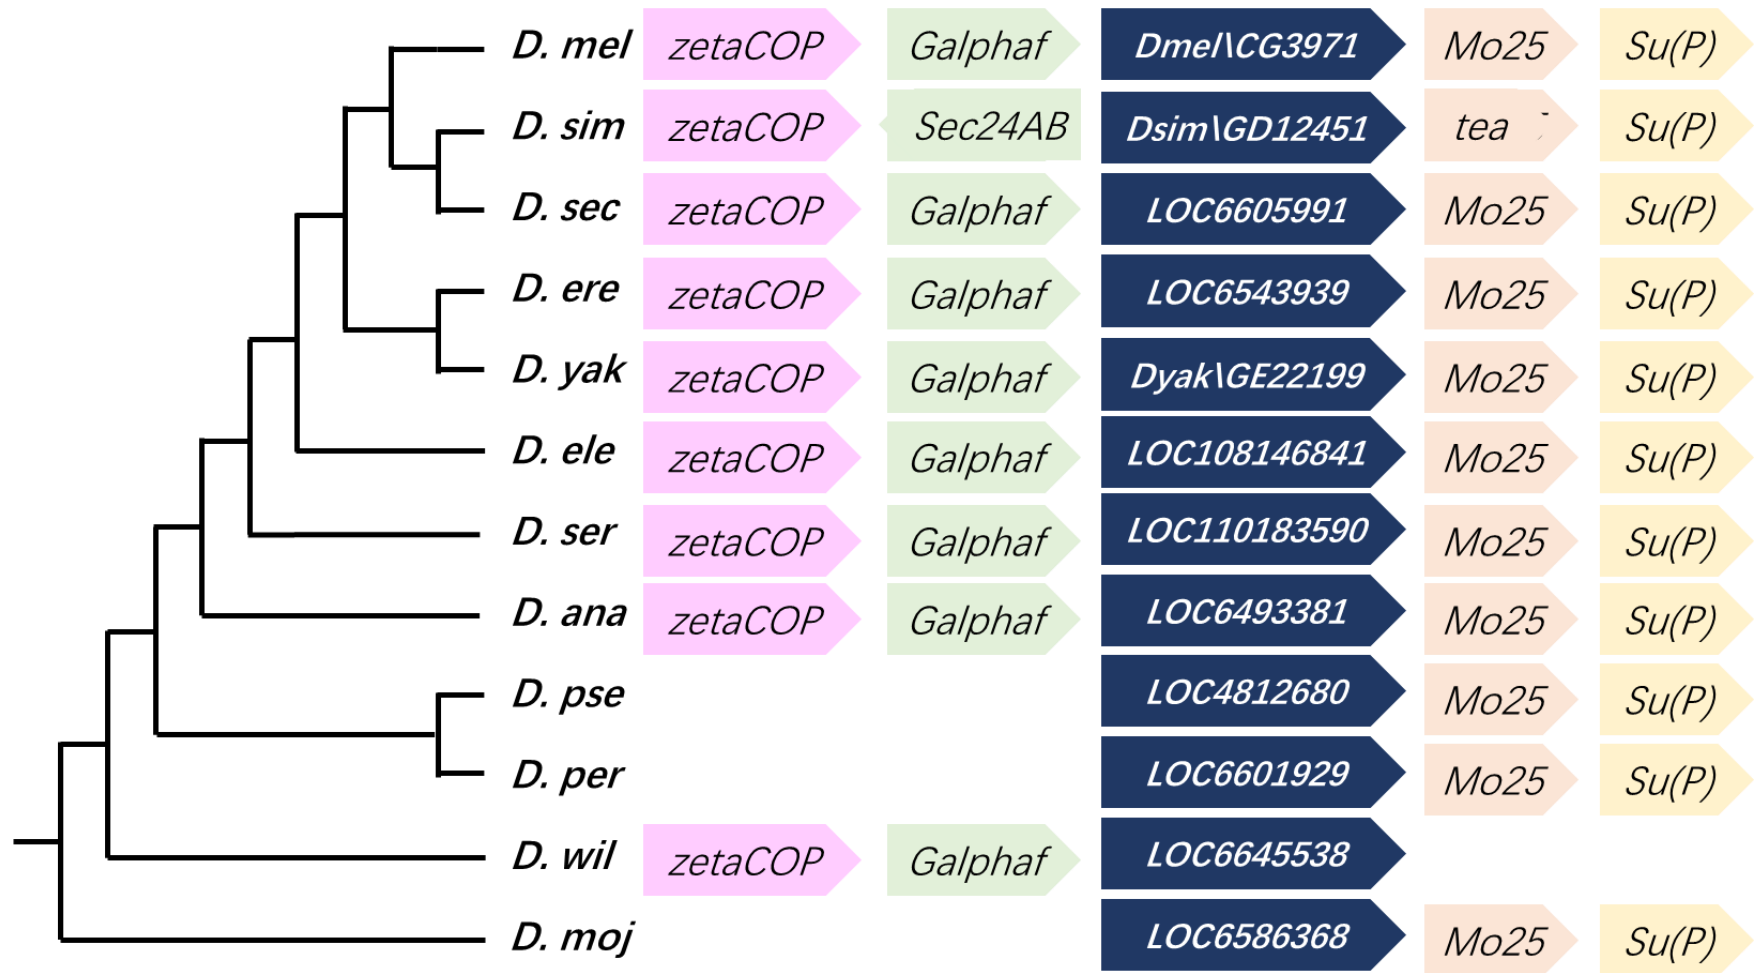 D. mel zetaCOP Galphaf Dmel\CG3971 Mo25 Su(P)
D. sim zetaCOP Sec24AB Dsim\GD12451 tea Su(P)
D. sec zetaCOP Galphaf LOC6605991 Mo25 Su(P)
D. ere zetaCOP Galphaf LOC6543939 Mo25 Su(P)
D. yak zetaCOP Galphaf Dyak\GE22199 Mo25 Su(P)
D. ele zetaCOP Galphaf LOC108146841 Mo25 Su(P)
D. ser zetaCOP Galphaf LOC110183590 Mo25 Su(P)
D. ana zetaCOP Galphaf LOC6493381 Mo25 Su(P)
D. pse LOC4812680 Mo25 Su(P)
D. per LOC6601929 Mo25 Su(P)
D. wil zetaCOP Galphaf LOC6645538
D. moj LOC6586368 Mo25 Su(P)